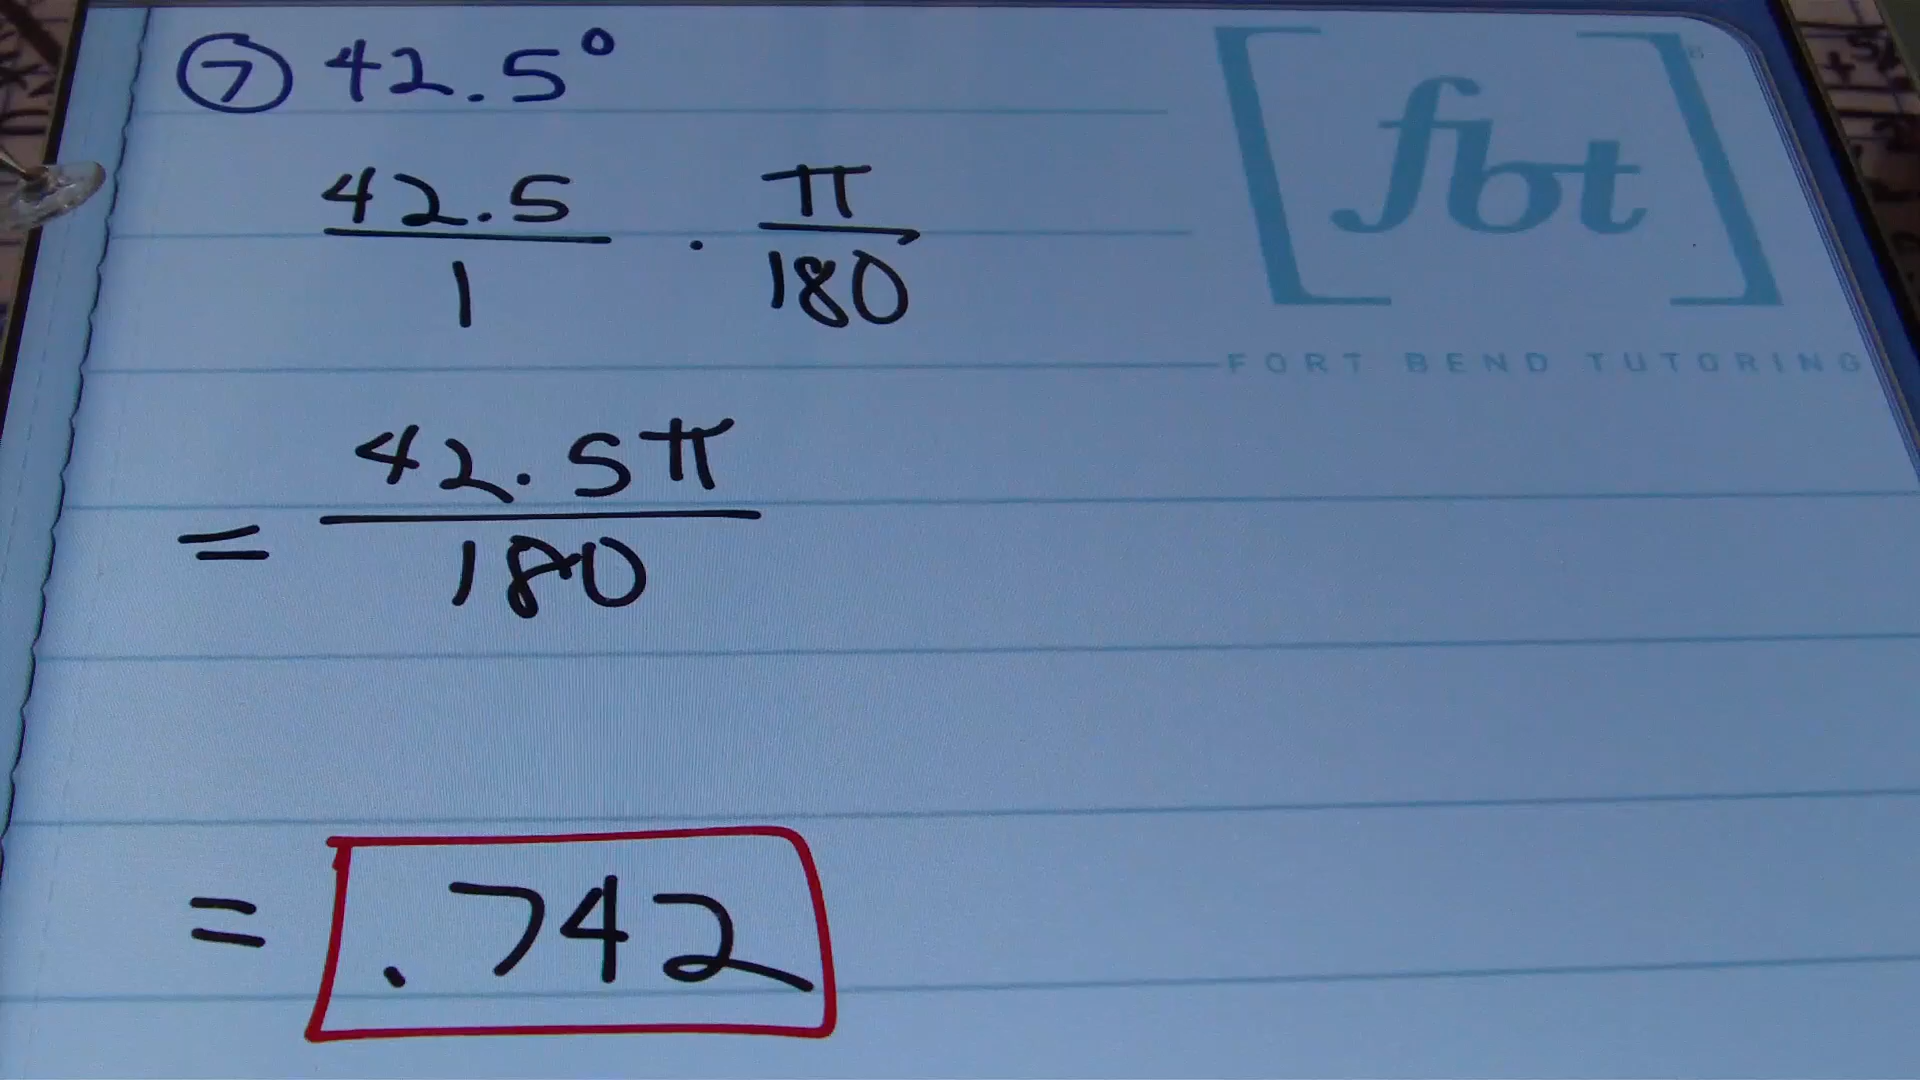 ⑦ 42.5°
fbt
42.5/1 · π/180
FORT BEND TUTORING
= 42.5π/180
= .742